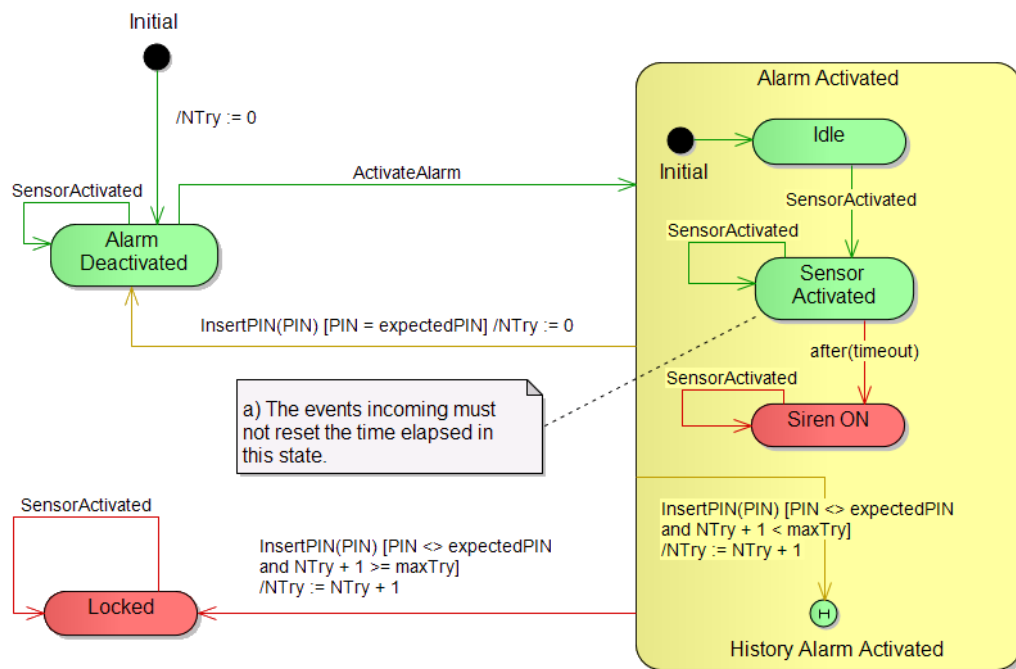 Initial
/NTry := 0
SensorActivated
Alarm
Deactivated
ActivateAlarm
Alarm Activated
Initial
Idle
SensorActivated
SensorActivated
Sensor
Activated
after(timeout)
SensorActivated
Siren ON
InsertPIN(PIN) [PIN = expectedPIN] /NTry := 0
a) The events incoming must
not reset the time elapsed in
this state.
InsertPIN(PIN) [PIN <> expectedPIN
and NTry + 1 < maxTry]
/NTry := NTry + 1
H
History Alarm Activated
SensorActivated
Locked
InsertPIN(PIN) [PIN <> expectedPIN
and NTry + 1 >= maxTry]
/NTry := NTry + 1